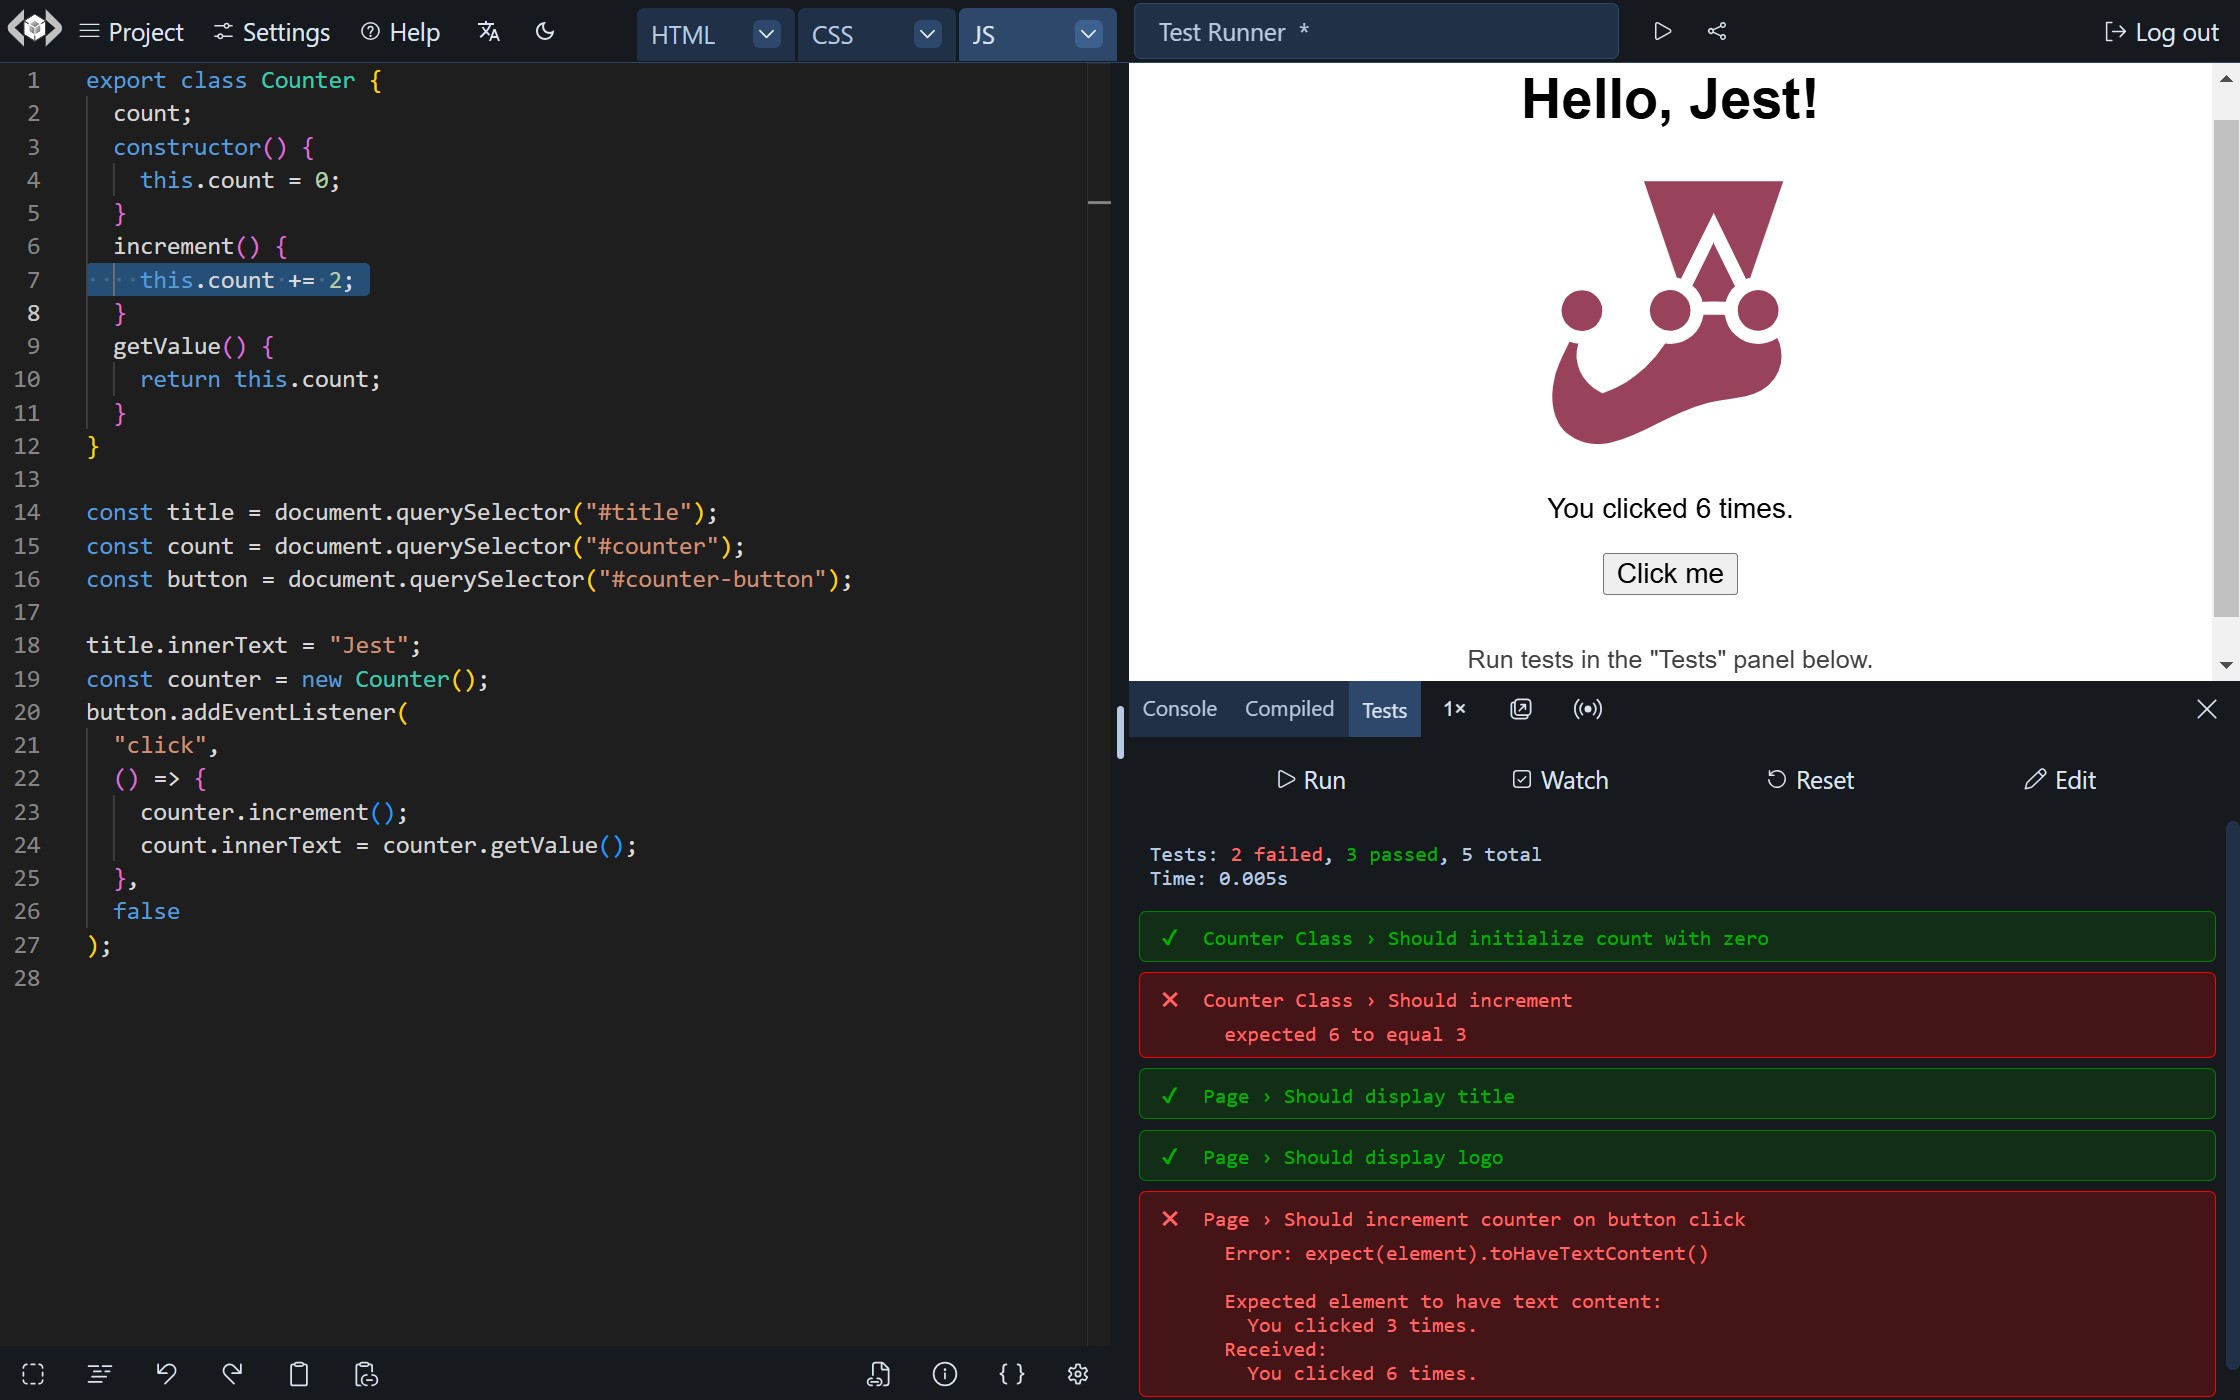 Project Settings Help HTML CSS JS Test Runner * Log out
1 export class Counter {
2   count;
3   constructor() {
4     this.count = 0;
5   }
6   increment() {
7     this.count += 2;
8   }
9   getValue() {
10     return this.count;
11   }
12 }
13
14 const title = document.querySelector("#title");
15 const count = document.querySelector("#counter");
16 const button = document.querySelector("#counter-button");
17
18 title.innerText = "Jest";
19 const counter = new Counter();
20 button.addEventListener(
21   "click",
22   () => {
23     counter.increment();
24     count.innerText = counter.getValue();
25   },
26   false
27 );
28
Hello, Jest!
You clicked 6 times.
Click me
Run tests in the "Tests" panel below.
Console Compiled Tests 1×
Run Watch Reset Edit
Tests: 2 failed, 3 passed, 5 total
Time: 0.005s
✓ Counter Class › Should initialize count with zero
✕ Counter Class › Should increment
expected 6 to equal 3
✓ Page › Should display title
✓ Page › Should display logo
✕ Page › Should increment counter on button click
Error: expect(element).toHaveTextContent()
Expected element to have text content:
You clicked 3 times.
Received:
You clicked 6 times.